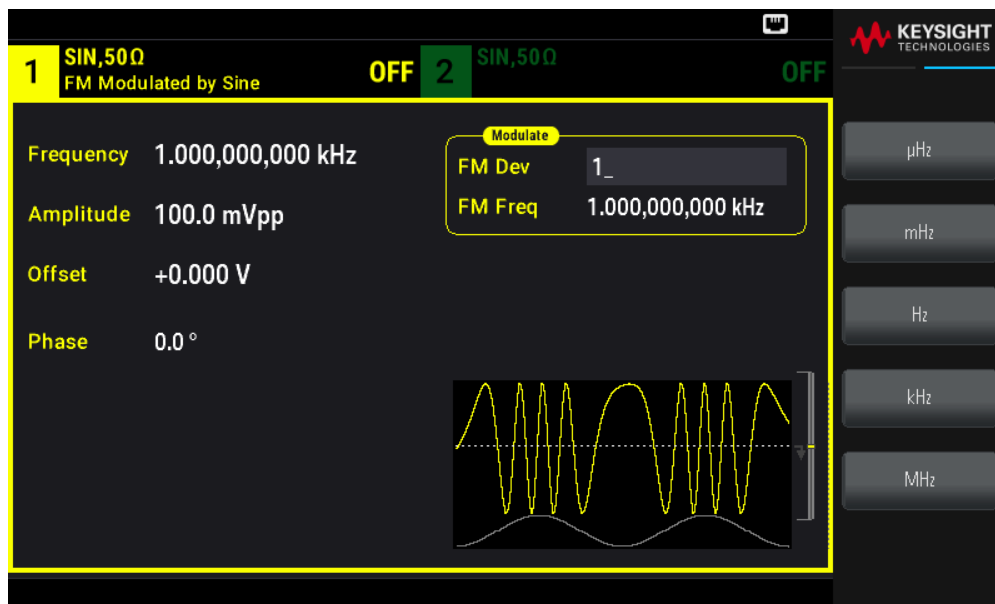 KEYSIGHT
TECHNOLOGIES
1 SIN,50Ω
FM Modulated by Sine
OFF
2 SIN,50Ω
OFF
Frequency 1.000,000,000 kHz
Amplitude 100.0 mVpp
Offset +0.000 V
Phase 0.0 °
Modulate
FM Dev 1_
FM Freq 1.000,000,000 kHz
µHz
mHz
Hz
kHz
MHz